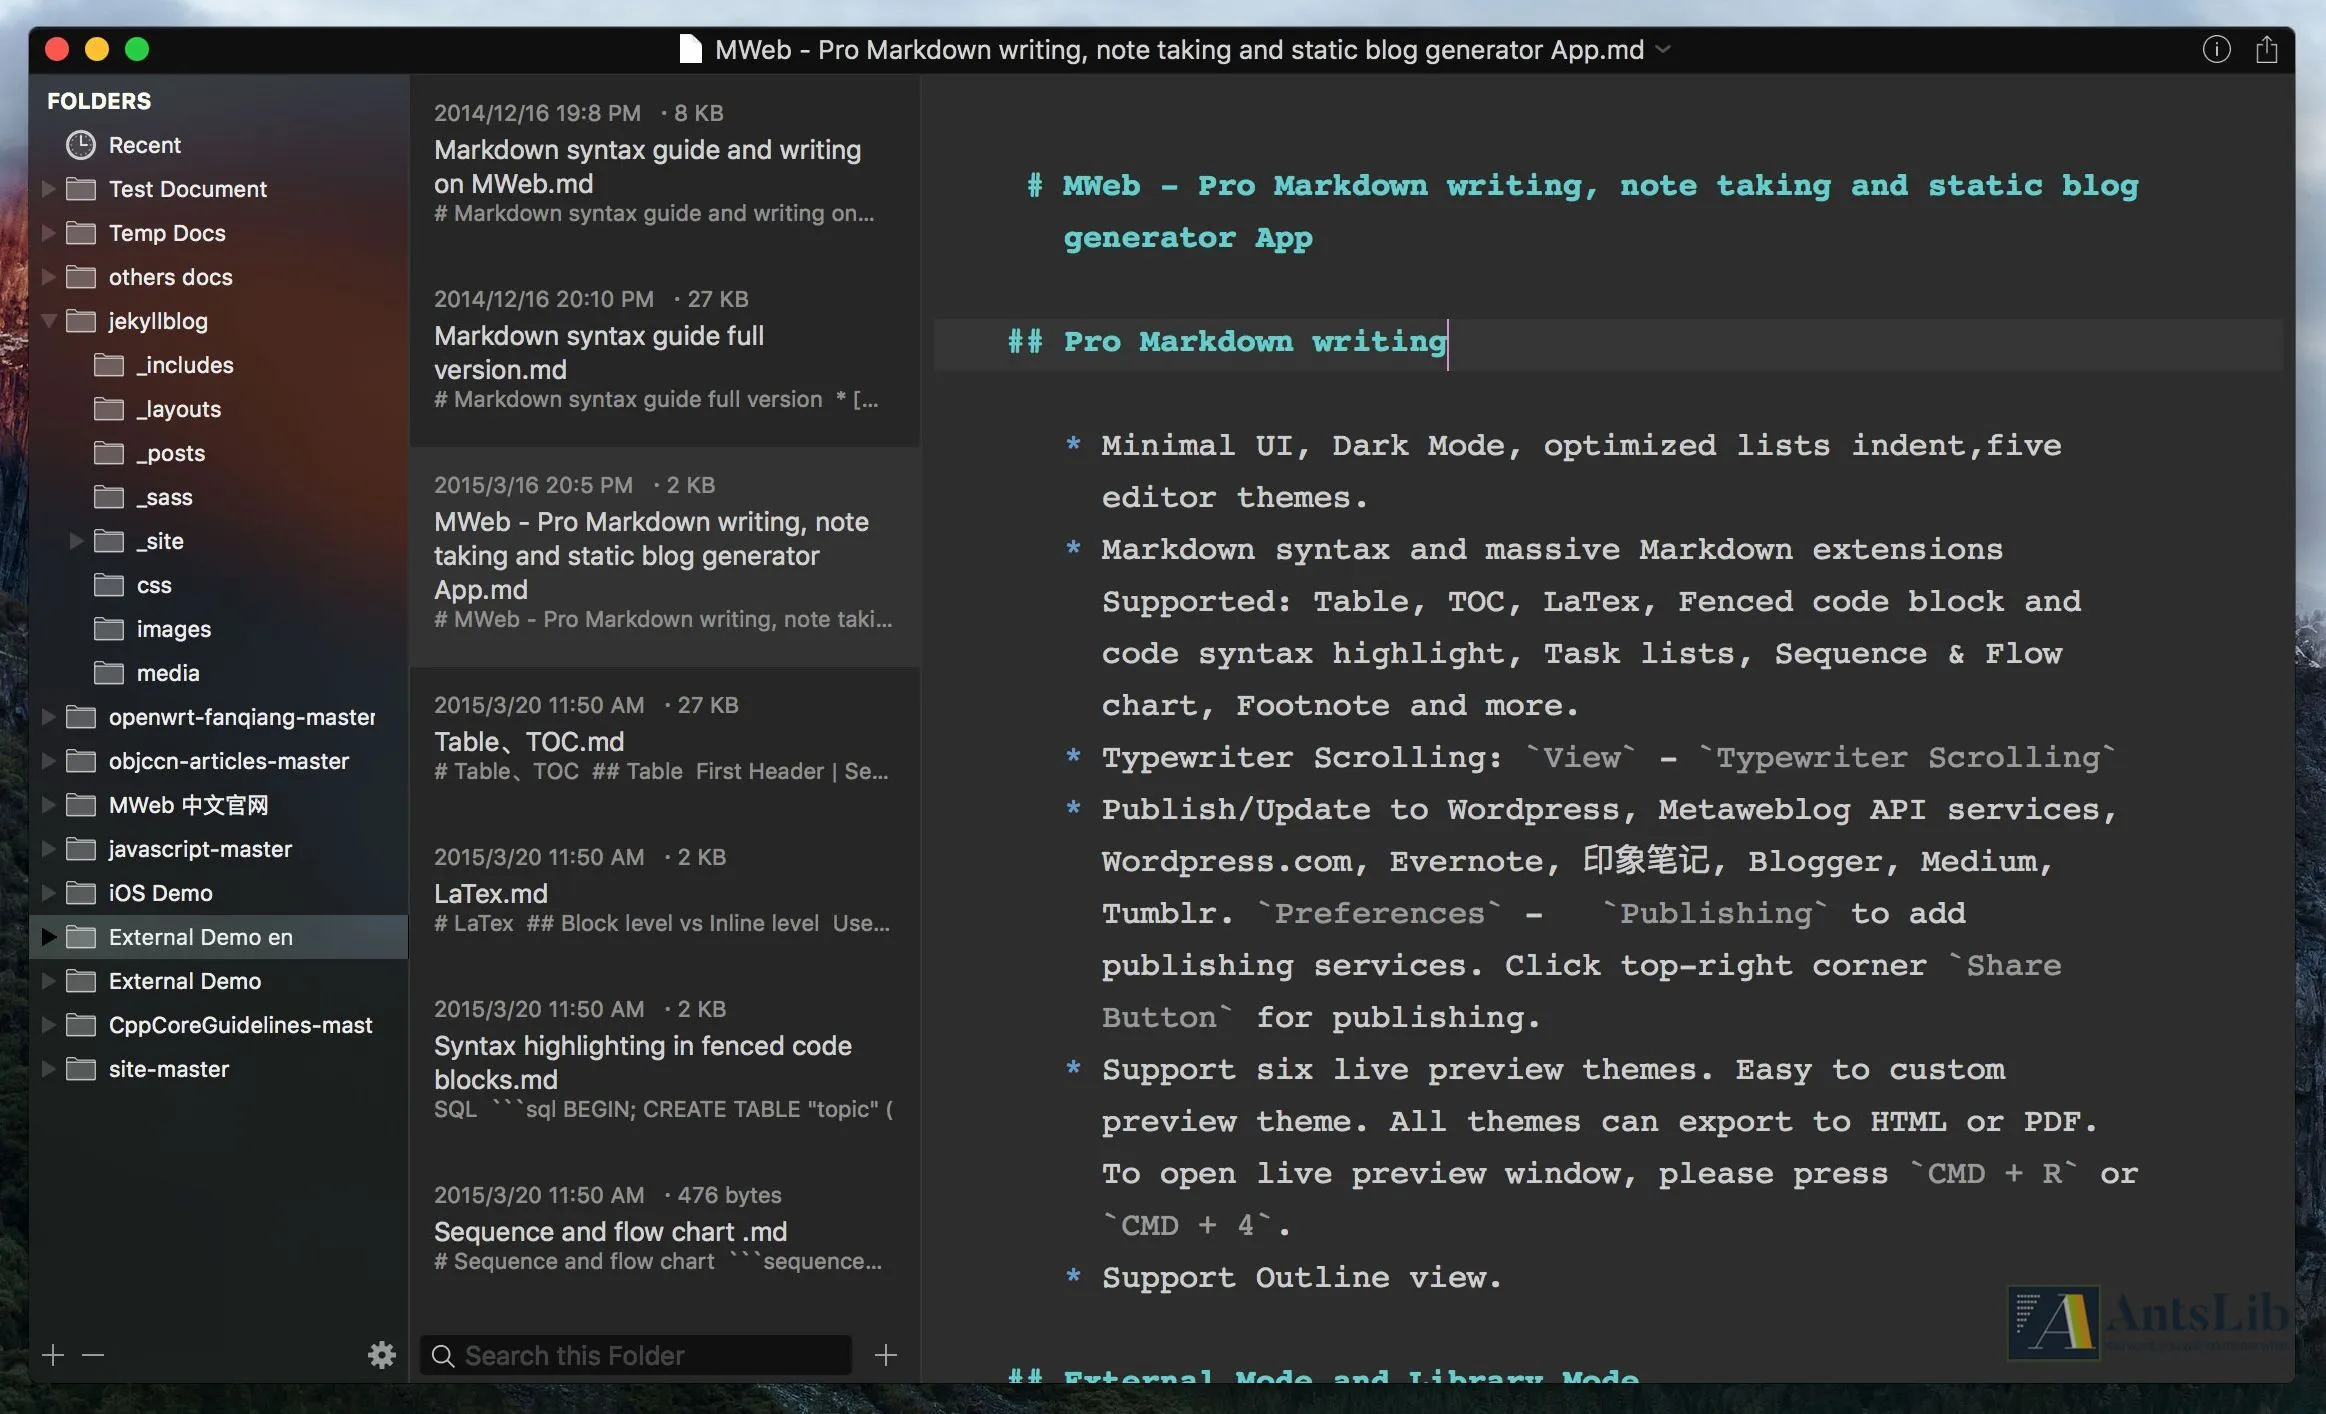 MWeb - Pro Markdown writing, note taking and static blog generator App.md
FOLDERS
Recent
Test Document
Temp Docs
others docs
jekyllblog
_includes
_layouts
_posts
_sass
_site
css
images
media
openwrt-fanqiang-master
objccn-articles-master
MWeb 中文官网
javascript-master
iOS Demo
External Demo en
External Demo
CppCoreGuidelines-mast
site-master
2014/12/16 19:8 PM · 8 KB
Markdown syntax guide and writing
on MWeb.md
# Markdown syntax guide and writing on...
2014/12/16 20:10 PM · 27 KB
Markdown syntax guide full
version.md
# Markdown syntax guide full version * [...
2015/3/16 20:5 PM · 2 KB
MWeb - Pro Markdown writing, note
taking and static blog generator
App.md
# MWeb - Pro Markdown writing, note taki...
2015/3/20 11:50 AM · 27 KB
Table、TOC.md
# Table、TOC ## Table First Header | Se...
2015/3/20 11:50 AM · 2 KB
LaTex.md
# LaTex ## Block level vs Inline level Use...
2015/3/20 11:50 AM · 2 KB
Syntax highlighting in fenced code
blocks.md
SQL ```sql BEGIN; CREATE TABLE "topic" (
2015/3/20 11:50 AM · 476 bytes
Sequence and flow chart .md
# Sequence and flow chart ```sequence...
Search this Folder
# MWeb - Pro Markdown writing, note taking and static blog
generator App
## Pro Markdown writing
* Minimal UI, Dark Mode, optimized lists indent,five
editor themes.
* Markdown syntax and massive Markdown extensions
Supported: Table, TOC, LaTex, Fenced code block and
code syntax highlight, Task lists, Sequence & Flow
chart, Footnote and more.
* Typewriter Scrolling: `View` - `Typewriter Scrolling`
* Publish/Update to Wordpress, Metaweblog API services,
Wordpress.com, Evernote, 印象笔记, Blogger, Medium,
Tumblr. `Preferences` - `Publishing` to add
publishing services. Click top-right corner `Share
Button` for publishing.
* Support six live preview themes. Easy to custom
preview theme. All themes can export to HTML or PDF.
To open live preview window, please press `CMD + R` or
`CMD + 4`.
* Support Outline view.
## External Mode and Library Mode
AntsLib